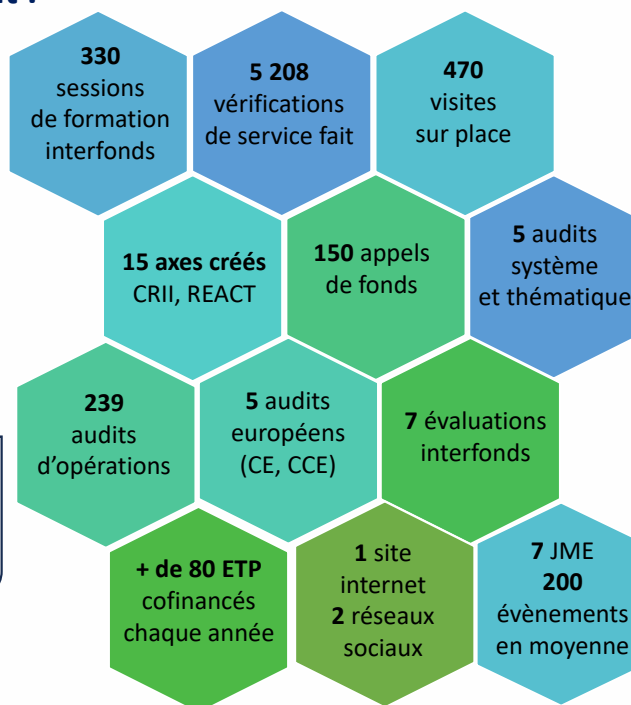 330
sessions
de formation
interfonds
5 208
vérifications
de service fait
470
visites
sur place
15 axes créés
CRII, REACT
150 appels
de fonds
5 audits
système
et thématique
239
audits
d'opérations
5 audits
européens
(CE, CCE)
7 évaluations
interfonds
+ de 80 ETP
cofinancés
chaque année
1 site
internet
2 réseaux
sociaux
7 JME
200
évènements
en moyenne